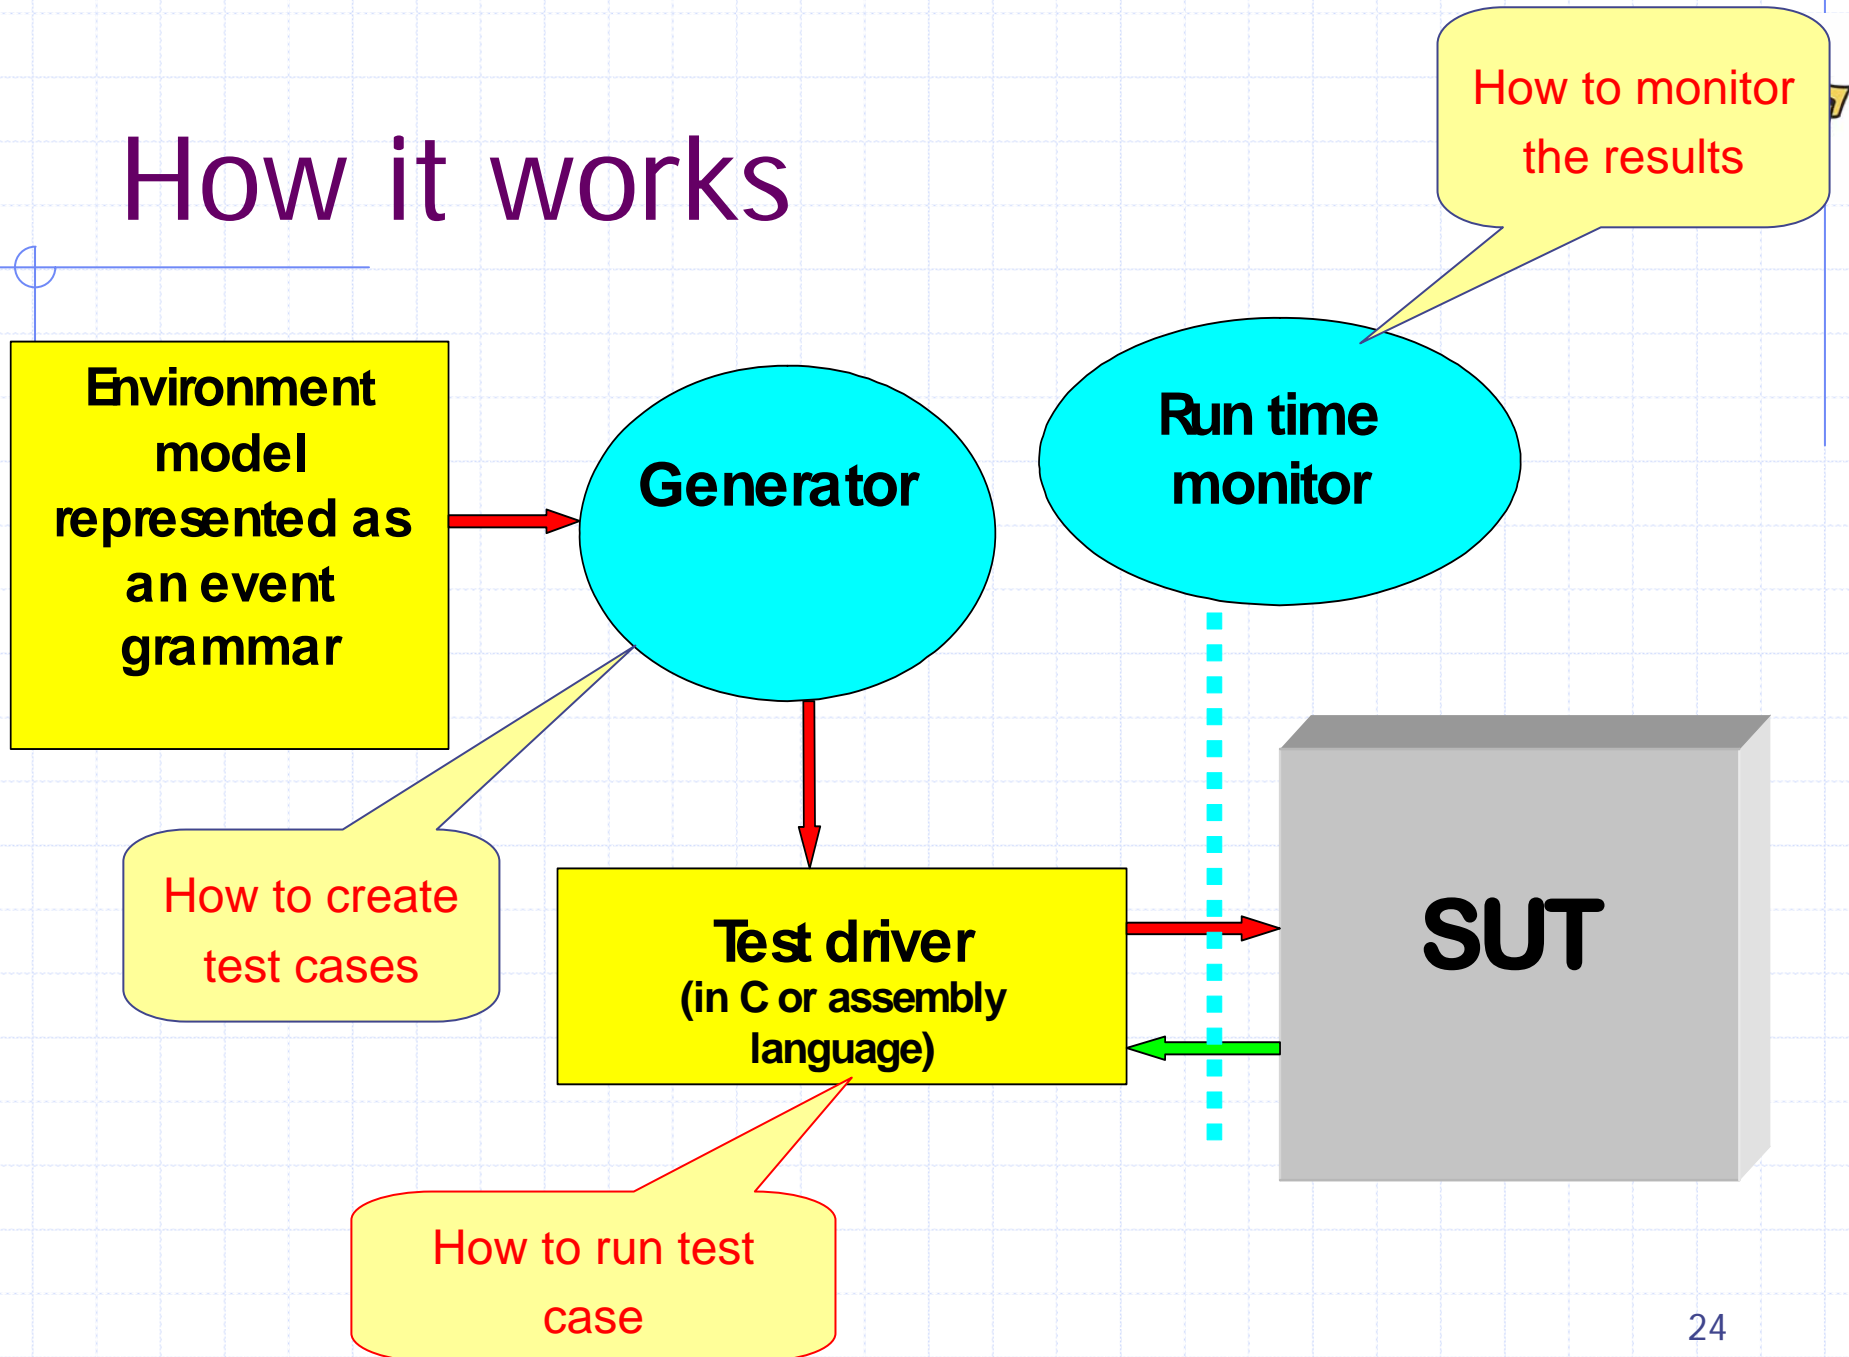 How it works
How to monitor
the results
Environment
model
represented as
an event
grammar
Generator
Run time
monitor
How to create
test cases
Test driver
(in C or assembly
language)
SUT
How to run test
case
24